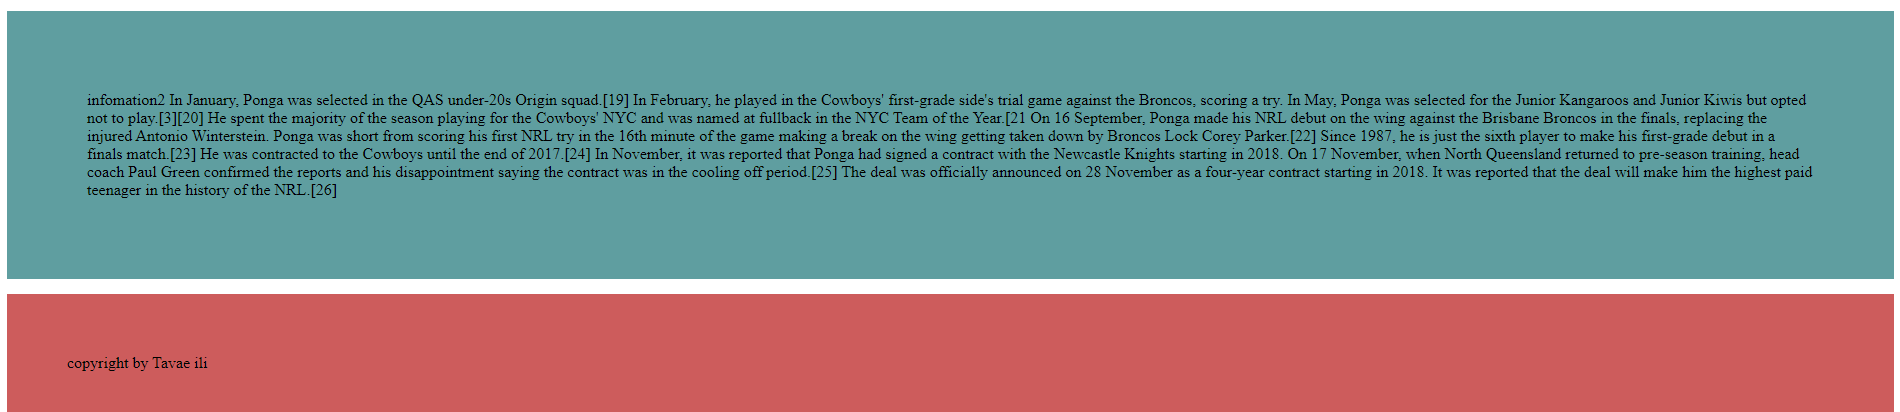 infomation2 In January, Ponga was selected in the QAS under-20s Origin squad.[19] In February, he played in the Cowboys' first-grade side's trial game against the Broncos, scoring a try. In May, Ponga was selected for the Junior Kangaroos and Junior Kiwis but opted
not to play.[3][20] He spent the majority of the season playing for the Cowboys' NYC and was named at fullback in the NYC Team of the Year.[21 On 16 September, Ponga made his NRL debut on the wing against the Brisbane Broncos in the finals, replacing the
injured Antonio Winterstein. Ponga was short from scoring his first NRL try in the 16th minute of the game making a break on the wing getting taken down by Broncos Lock Corey Parker.[22] Since 1987, he is just the sixth player to make his first-grade debut in a
finals match.[23] He was contracted to the Cowboys until the end of 2017.[24] In November, it was reported that Ponga had signed a contract with the Newcastle Knights starting in 2018. On 17 November, when North Queensland returned to pre-season training, head
coach Paul Green confirmed the reports and his disappointment saying the contract was in the cooling off period.[25] The deal was officially announced on 28 November as a four-year contract starting in 2018. It was reported that the deal will make him the highest paid
teenager in the history of the NRL.[26]
copyright by Tavae ili